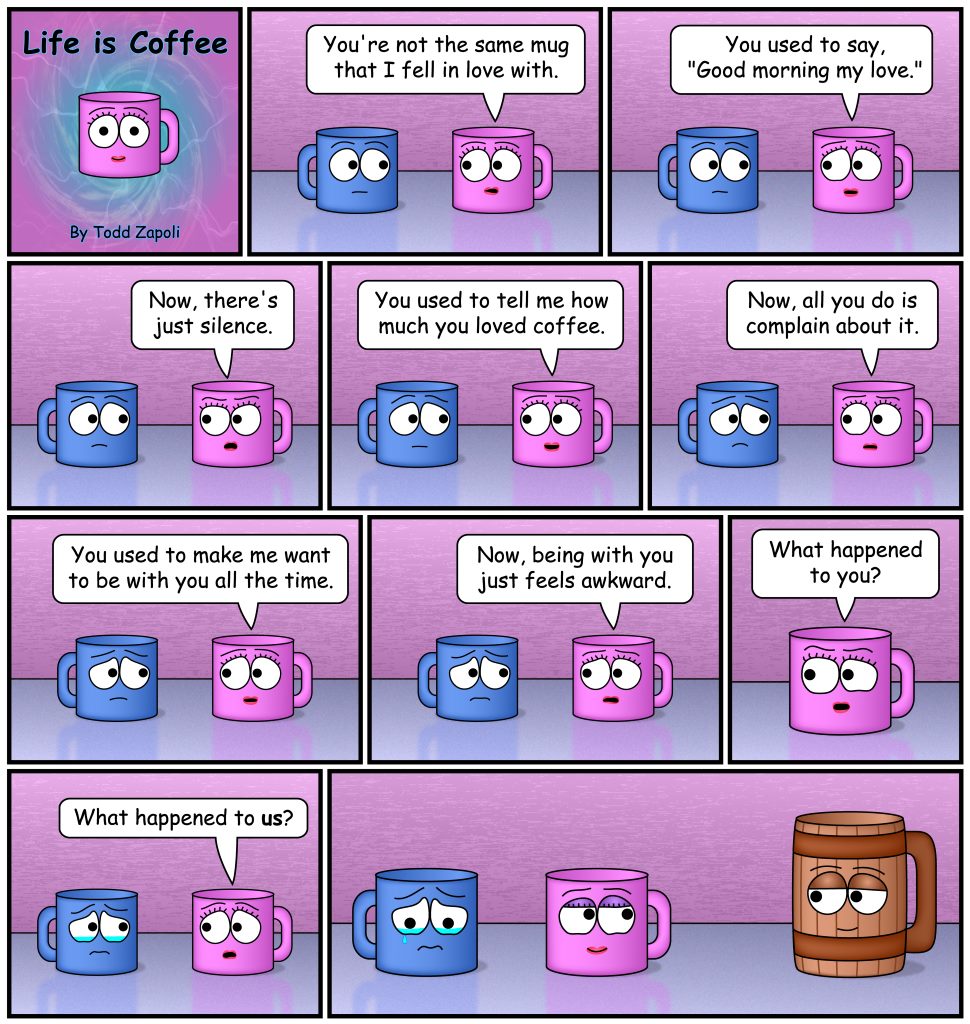 Life is Coffee
By Todd Zapoli
You're not the same mug
that I fell in love with.
You used to say,
"Good morning my love."
Now, there's
just silence.
You used to tell me how
much you loved coffee.
Now, all you do is
complain about it.
You used to make me want
to be with you all the time.
Now, being with you
just feels awkward.
What happened
to you?
What happened to us?